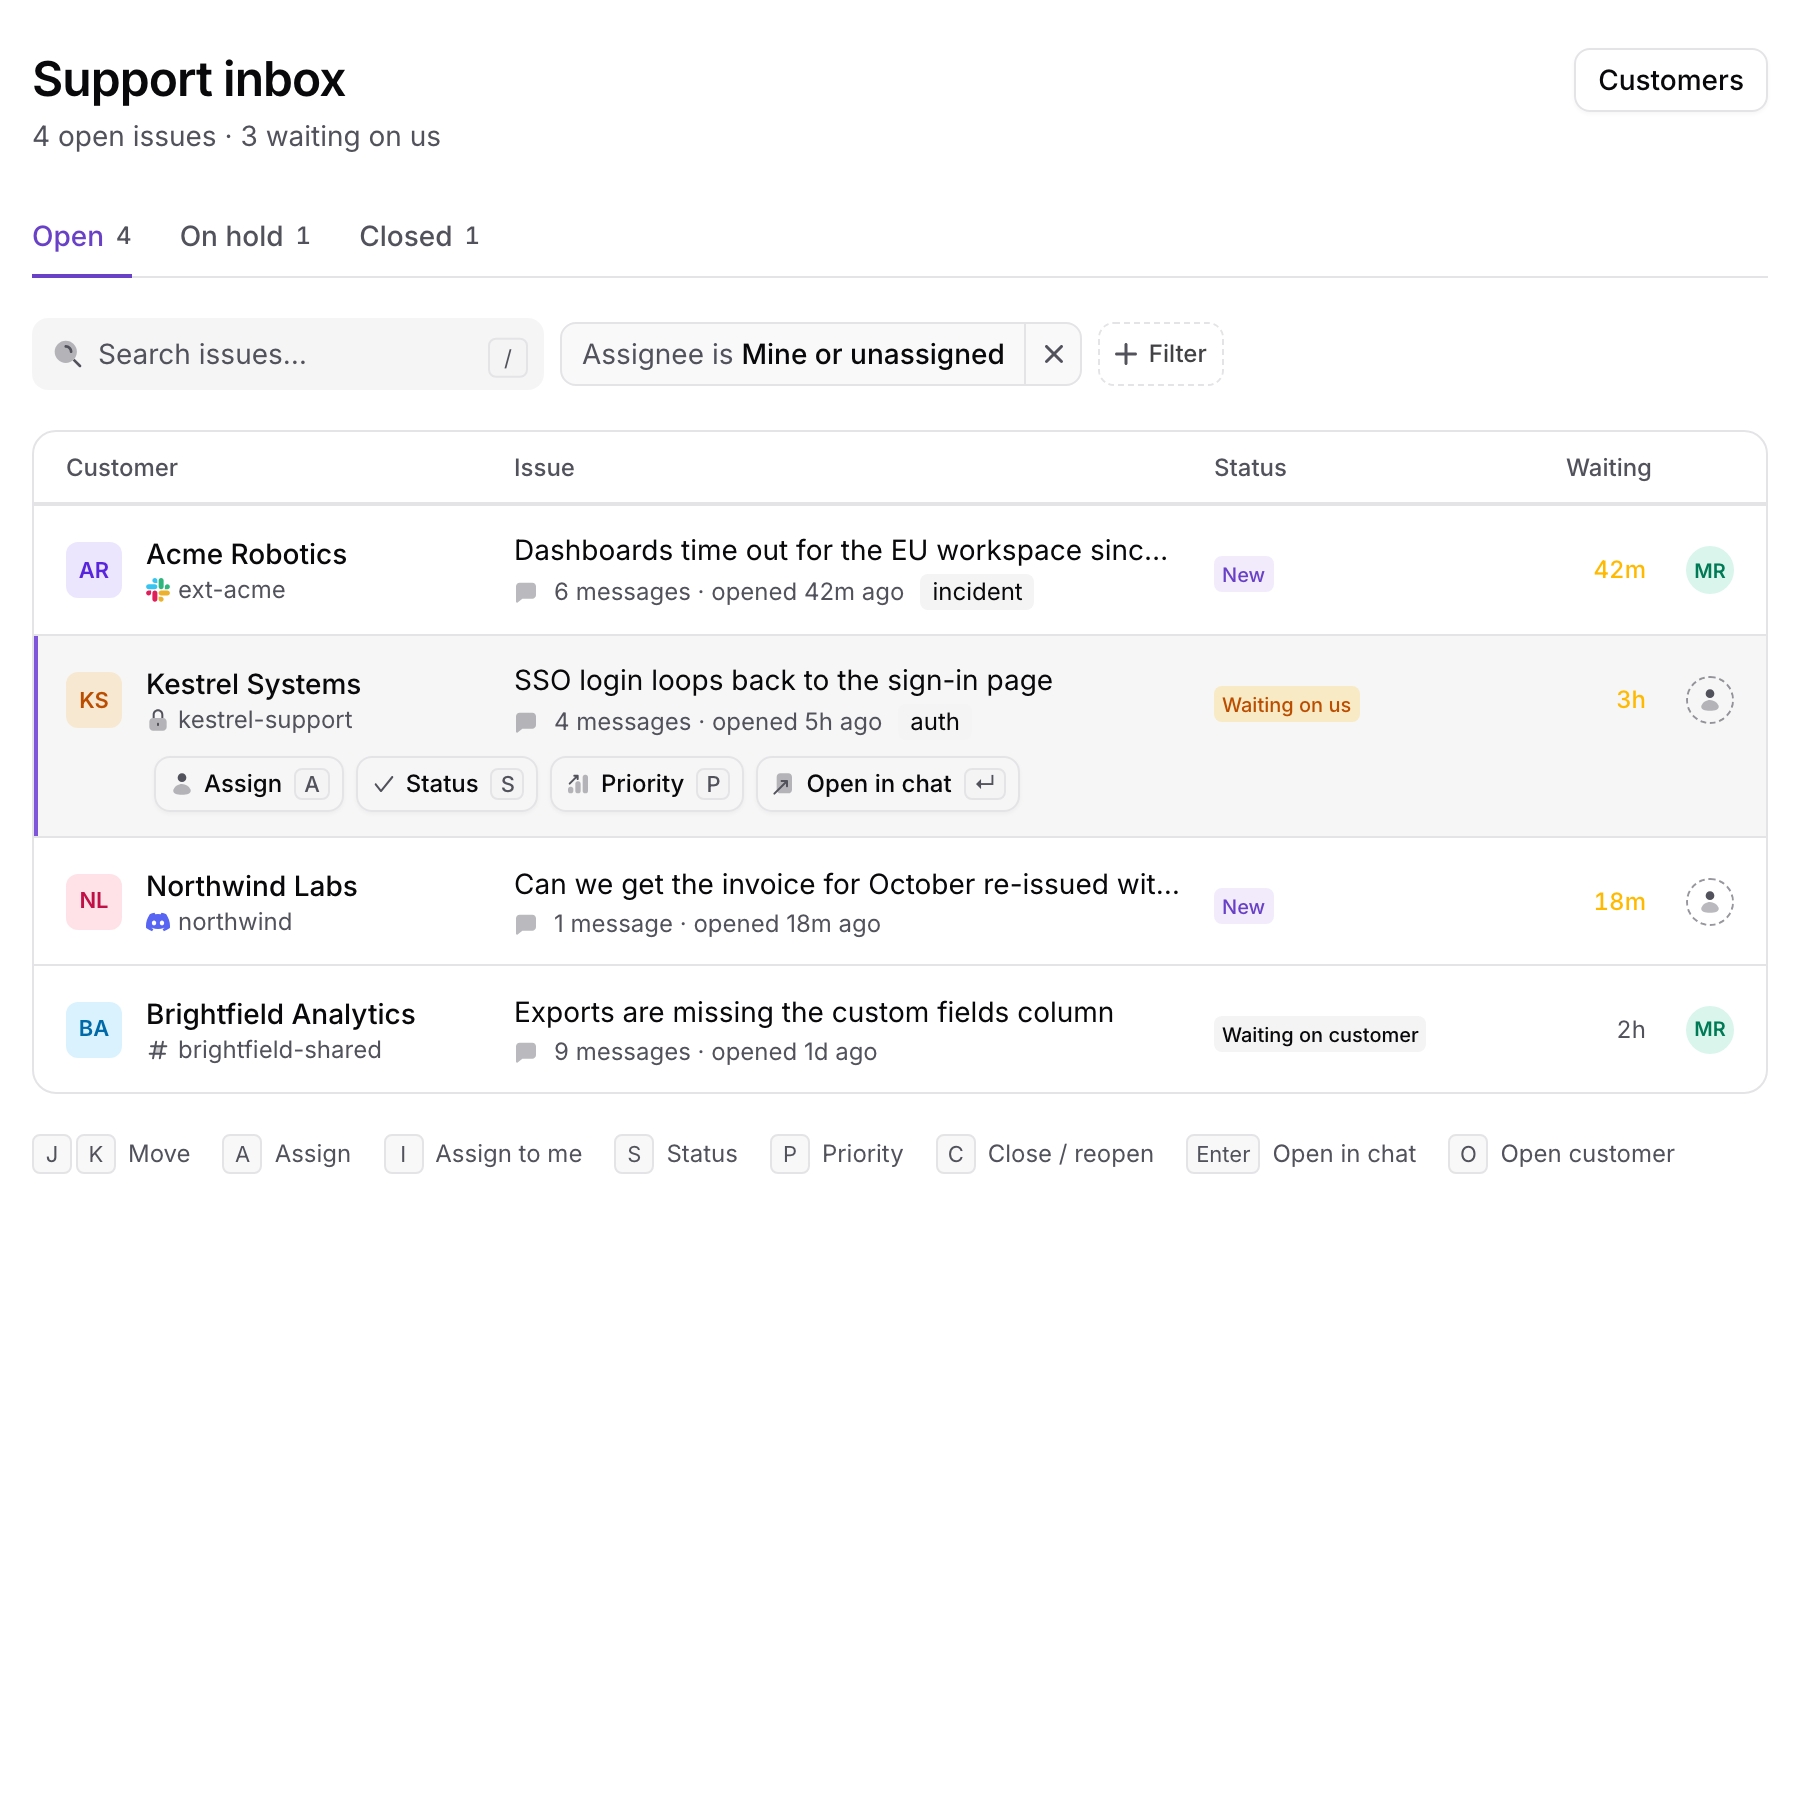 Support inbox
Customers
4 open issues · 3 waiting on us
Open 4 On hold 1 Closed 1
Search issues... /
Assignee is Mine or unassigned
Filter
Customer Issue Status Waiting
AR Acme Robotics
ext-acme
Dashboards time out for the EU workspace sinc...
6 messages · opened 42m ago incident
New
42m
MR
KS Kestrel Systems
kestrel-support
SSO login loops back to the sign-in page
4 messages · opened 5h ago auth
Waiting on us
3h
Assign A Status S Priority P Open in chat ↵
NL Northwind Labs
northwind
Can we get the invoice for October re-issued wit...
1 message · opened 18m ago
New
18m
BA Brightfield Analytics
# brightfield-shared
Exports are missing the custom fields column
9 messages · opened 1d ago
Waiting on customer
2h
MR
J K Move A Assign I Assign to me S Status P Priority C Close / reopen Enter Open in chat O Open customer